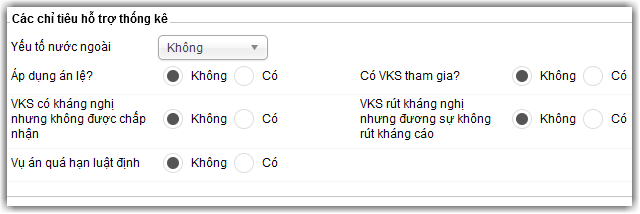 Các chỉ tiêu hỗ trợ thống kê
Yếu tố nước ngoài
Không
Áp dụng án lệ?
Không
Có
Có VKS tham gia?
Không
Có
VKS có kháng nghị
nhưng không được chấp
nhận
Không
Có
VKS rút kháng nghị
nhưng đương sự không
rút kháng cáo
Không
Có
Vụ án quá hạn luật định
Không
Có